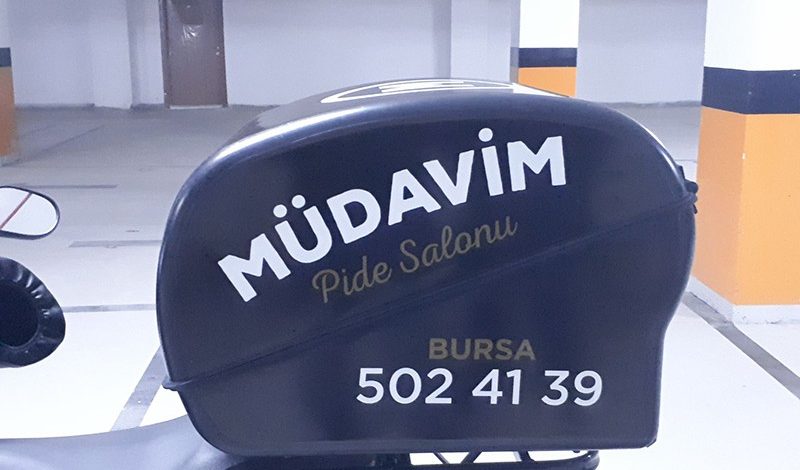 MÜDAVİM
Pide Salonu
BURSA
502 41 39